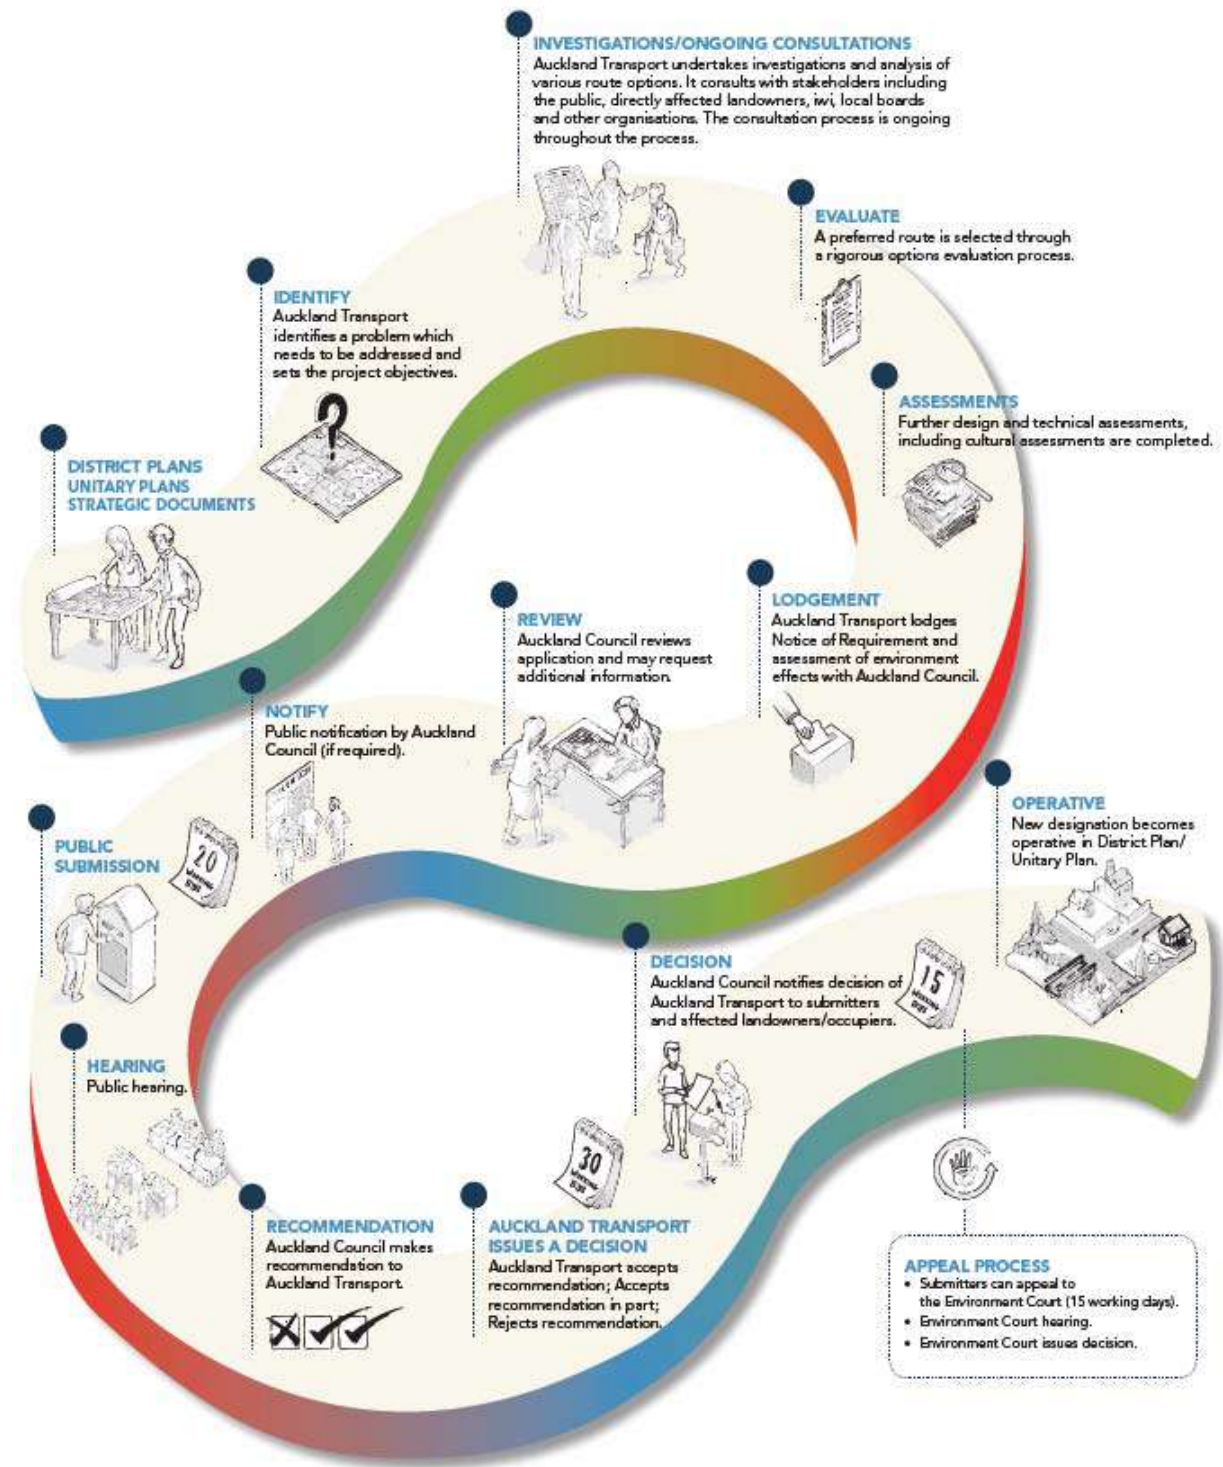 INVESTIGATIONS/ONGOING CONSULTATIONS
Auckland Transport undertakes investigations and analysis of
various route options. It consults with stakeholders including
the public, directly affected landowners, iwi, local boards
and other organisations. The consultation process is ongoing
throughout the process.
EVALUATE
A preferred route is selected through
a rigorous options evaluation process.
IDENTIFY
Auckland Transport
identifies a problem which
needs to be addressed and
sets the project objectives.
ASSESSMENTS
Further design and technical assessments,
including cultural assessments are completed.
DISTRICT PLANS
UNITARY PLANS
STRATEGIC DOCUMENTS
LODGEMENT
Auckland Transport lodges
Notice of Requirement and
assessment of environment
effects with Auckland Council.
REVIEW
Auckland Council reviews
application and may request
additional information.
NOTIFY
Public notification by Auckland
Council (if required).
PUBLIC
SUBMISSION
20
WORKING
DAYS
HEARING
Public hearing.
RECOMMENDATION
Auckland Council makes
recommendation to
Auckland Transport.
AUCKLAND TRANSPORT
ISSUES A DECISION
Auckland Transport accepts
recommendation; Accepts
recommendation in part;
Rejects recommendation.
30
WORKING
DAYS
DECISION
Auckland Council notifies decision of
Auckland Transport to submitters
and affected landowners/occupiers.
15
WORKING
DAYS
OPERATIVE
New designation becomes
operative in District Plan/
Unitary Plan.
APPEAL PROCESS
• Submitters can appeal to
the Environment Court (15 working days).
• Environment Court hearing.
• Environment Court issues decision.